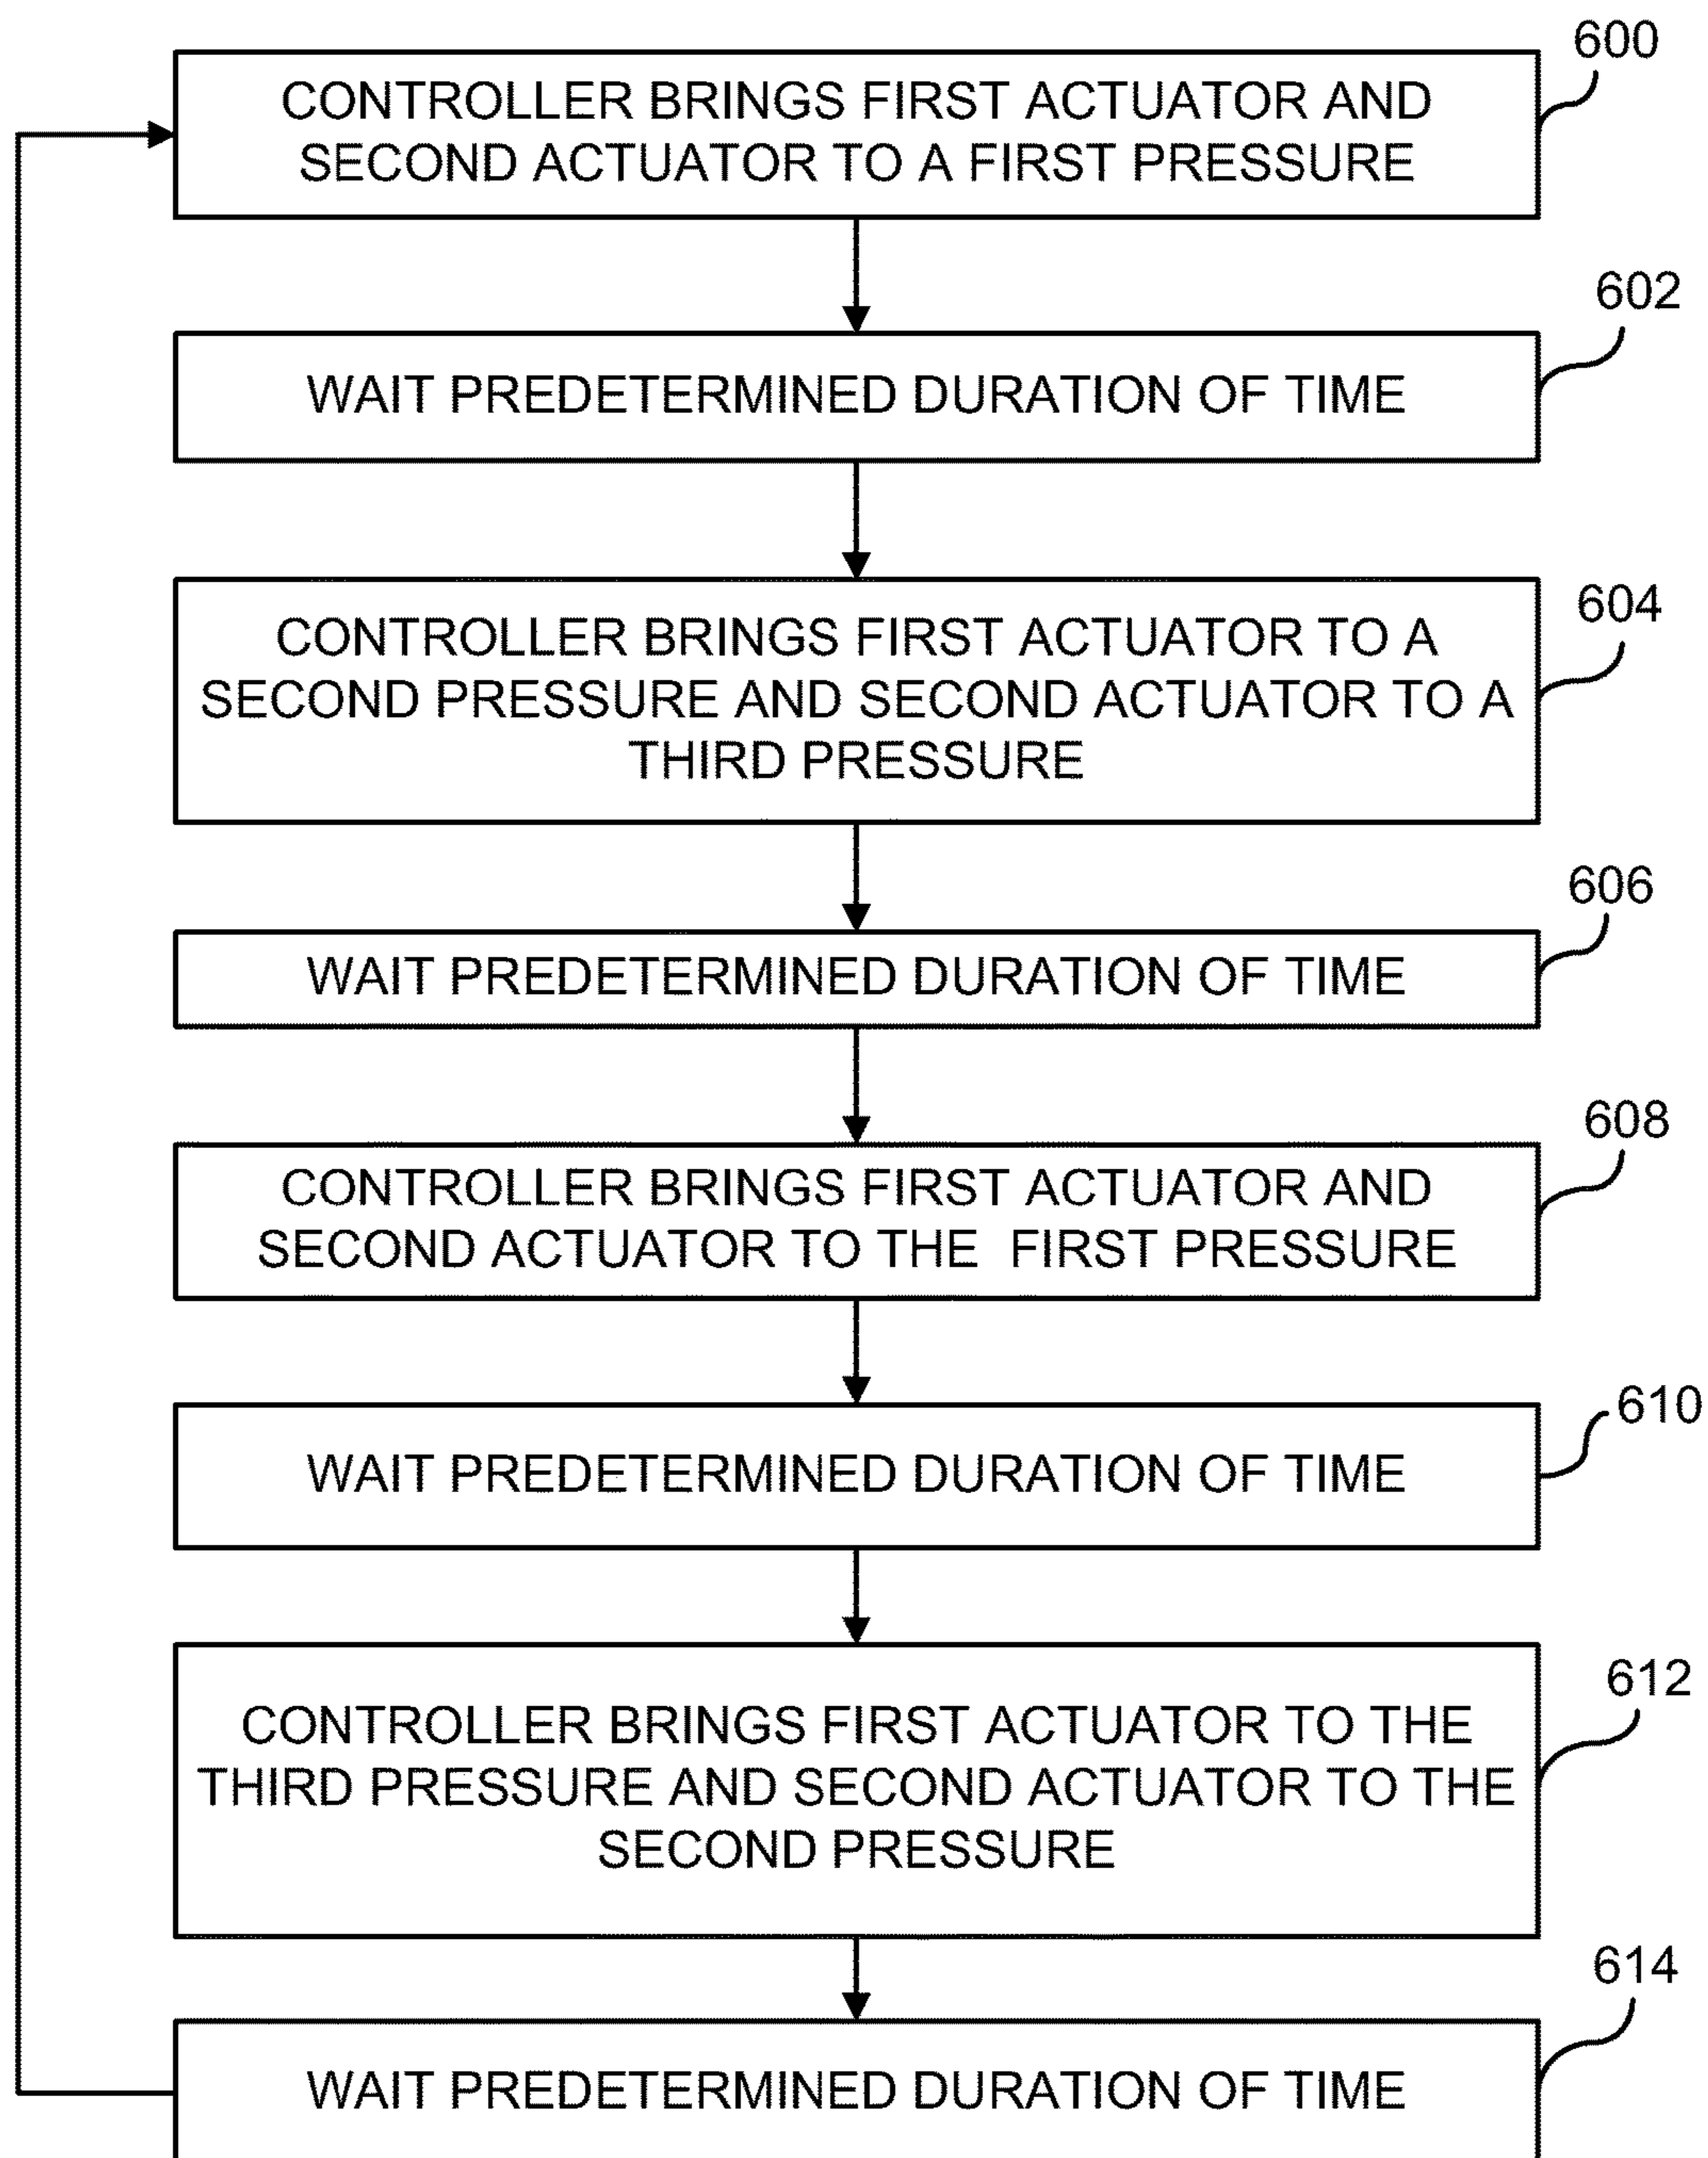 600
CONTROLLER BRINGS FIRST ACTUATOR AND
SECOND ACTUATOR TO A FIRST PRESSURE
602
WAIT PREDETERMINED DURATION OF TIME
604
CONTROLLER BRINGS FIRST ACTUATOR TO A
SECOND PRESSURE AND SECOND ACTUATOR TO A
THIRD PRESSURE
606
WAIT PREDETERMINED DURATION OF TIME
608
CONTROLLER BRINGS FIRST ACTUATOR AND
SECOND ACTUATOR TO THE FIRST PRESSURE
610
WAIT PREDETERMINED DURATION OF TIME
612
CONTROLLER BRINGS FIRST ACTUATOR TO THE
THIRD PRESSURE AND SECOND ACTUATOR TO THE
SECOND PRESSURE
614
WAIT PREDETERMINED DURATION OF TIME